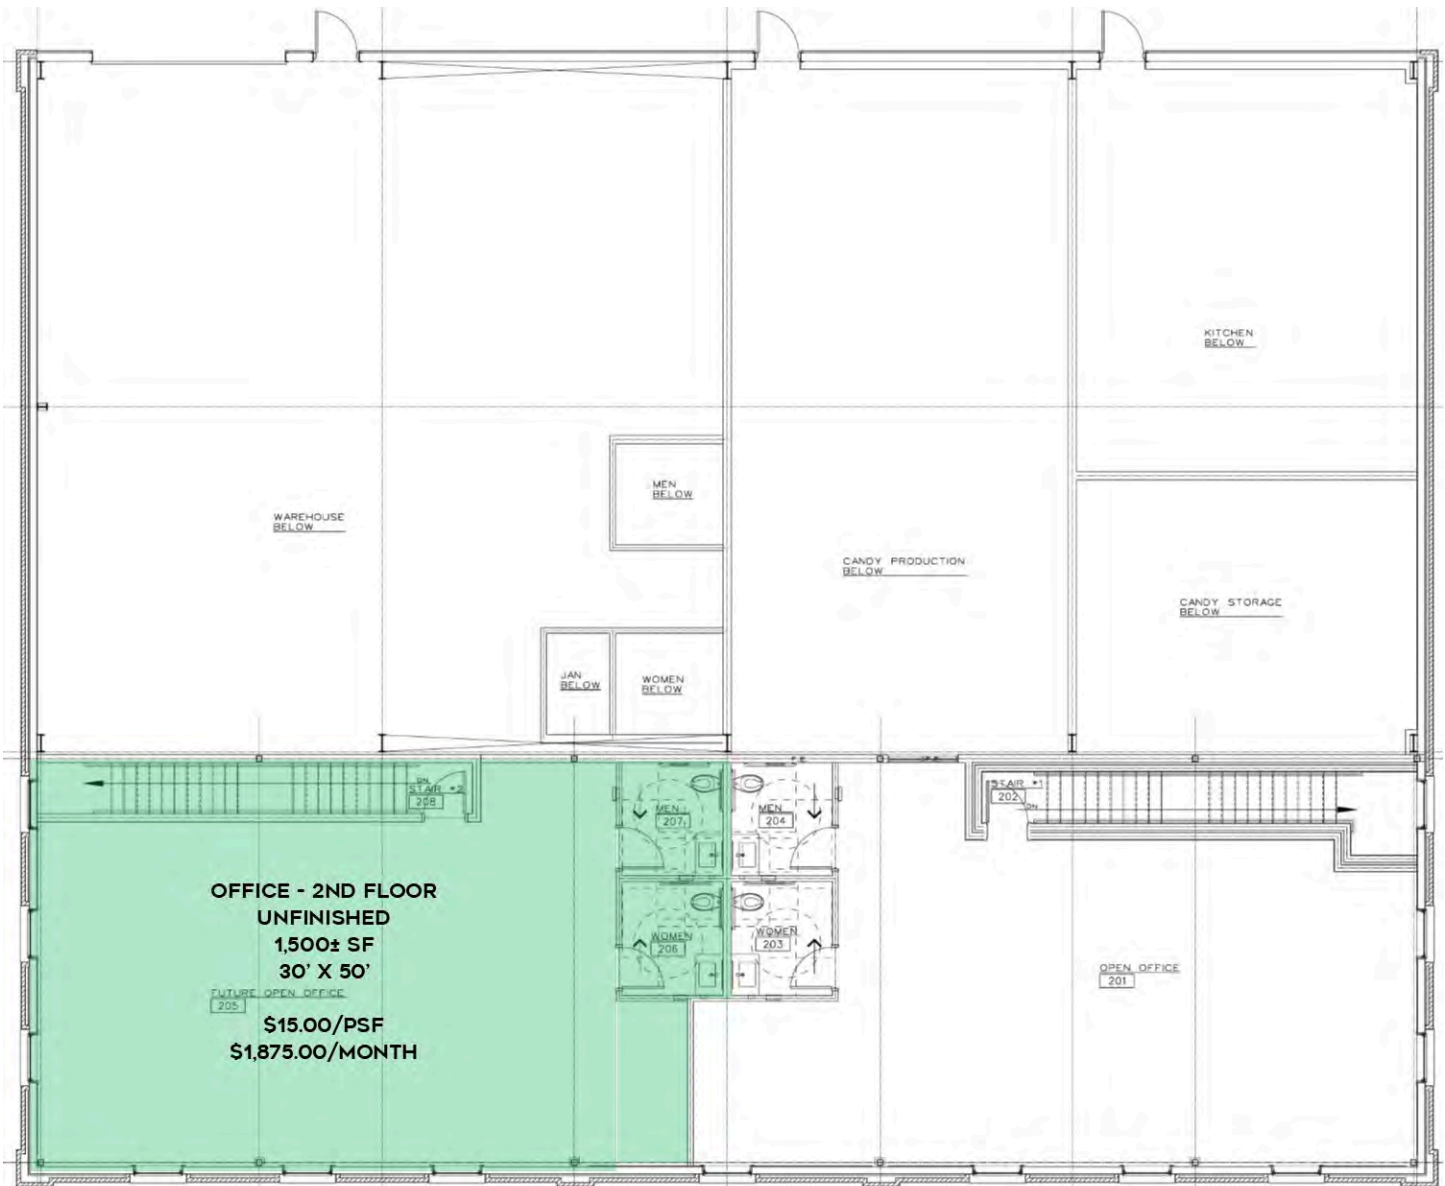 KITCHEN
BELOW
MEN
BELOW
WAREHOUSE
BELOW
CANDY PRODUCTION
BELOW
CANDY STORAGE
BELOW
JAN
BELOW
WOMEN
BELOW
DN
STAIR #2
208
MEN
207
MEN
204
STAIR #1
202
DN
OFFICE - 2ND FLOOR
UNFINISHED
1,500± SF
30' X 50'
FUTURE OPEN OFFICE
205
$15.00/PSF
$1,875.00/MONTH
WOMEN
206
WOMEN
203
OPEN OFFICE
201